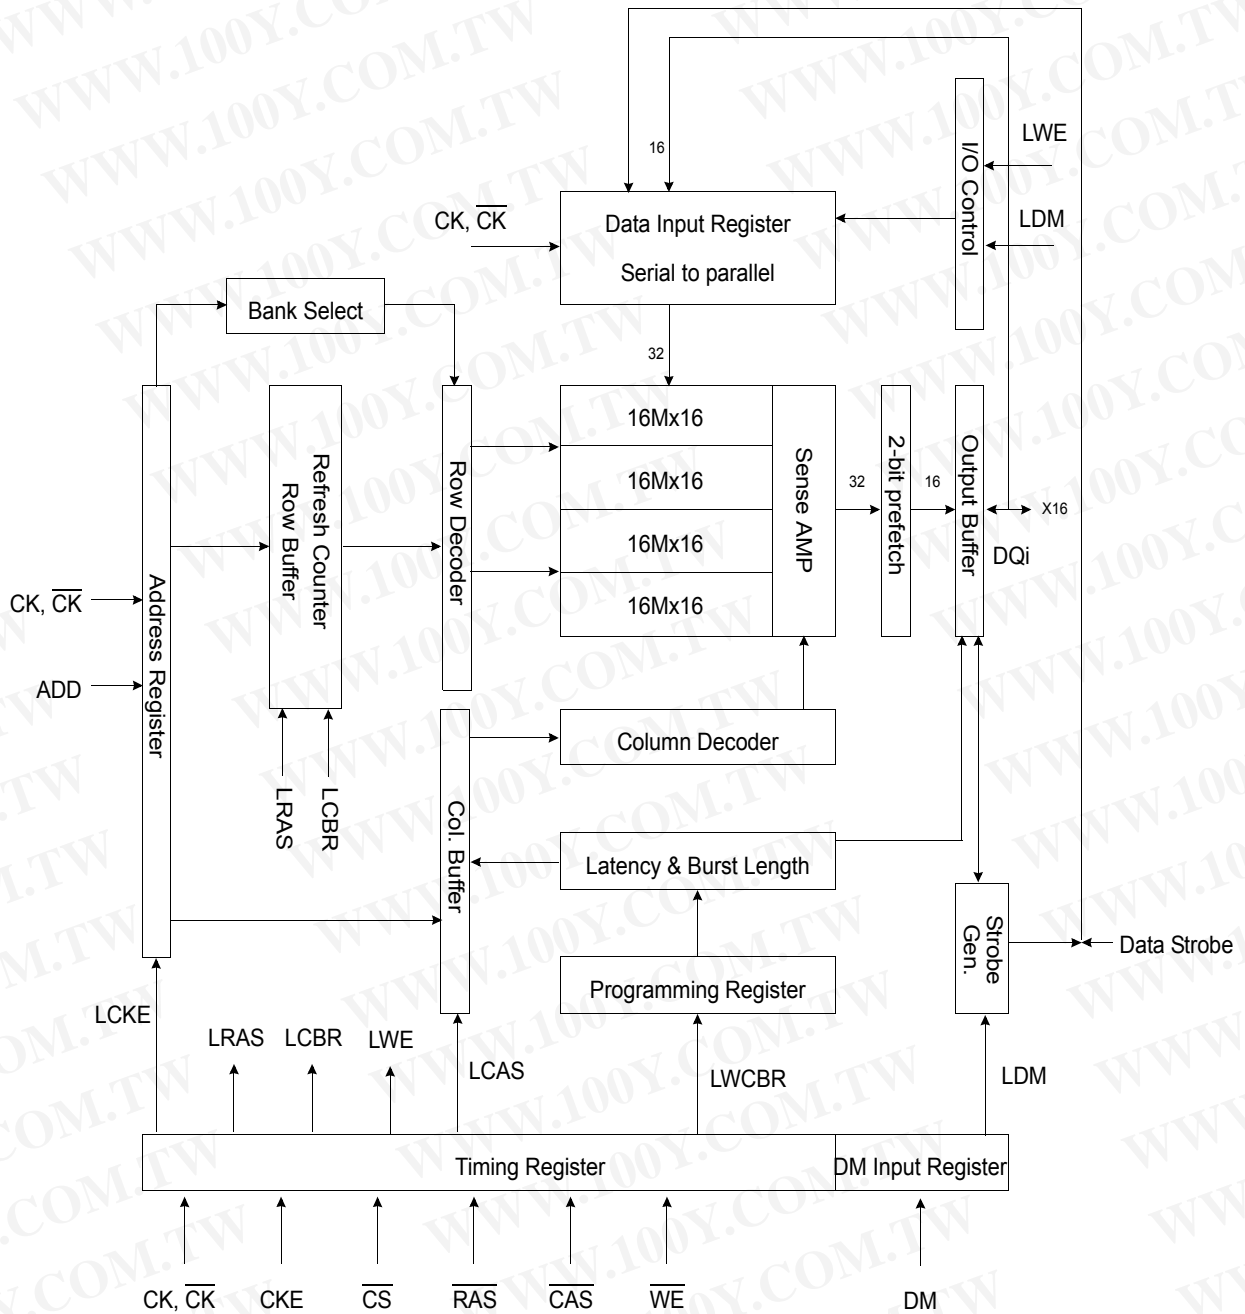 16
LWE
I/O Control
CK, CK
Data Input Register
LDM
Serial to parallel
Bank Select
32
16Mx16
16Mx16
16Mx16
16Mx16
Sense AMP
Refresh Counter
Row Buffer
Row Decoder
32
2-bit prefetch
16
Output Buffer
X16
DQi
CK, CK
ADD
Address Register
LRAS
LCBR
Col. Buffer
Column Decoder
Latency & Burst Length
Programming Register
Strobe
Gen.
Data Strobe
LCKE
LRAS
LCBR
LWE
LCAS
LWCBR
LDM
Timing Register
DM Input Register
CK, CK
CKE
CS
RAS
CAS
WE
DM
WWW.100Y.COM.TW